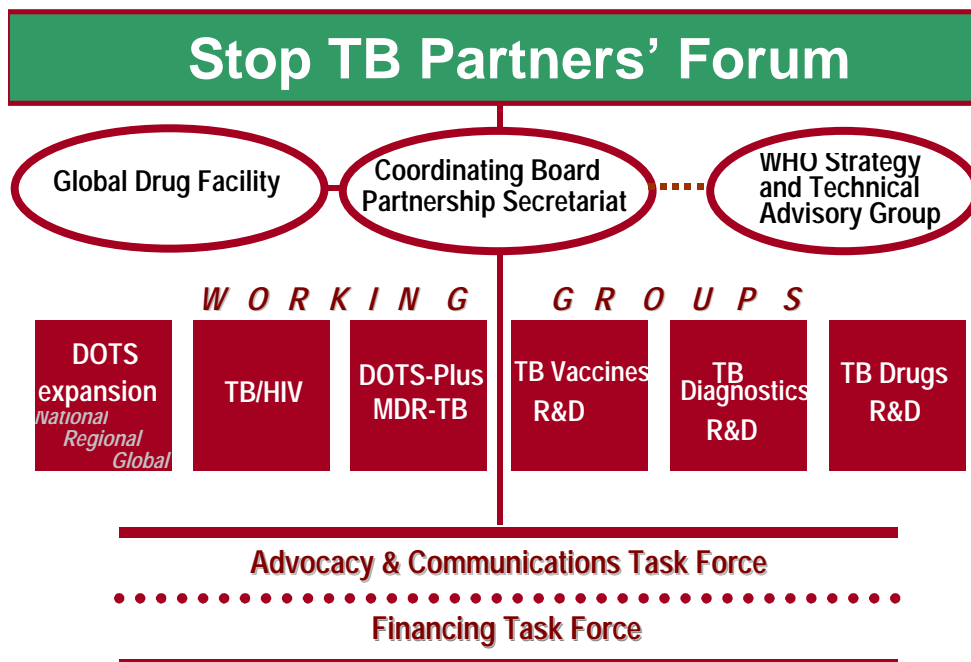 Stop TB Partners’ Forum
Global Drug Facility
Coordinating Board
Partnership Secretariat
WHO Strategy
and Technical
Advisory Group
WORKING GROUPS
DOTS
expansion
National
Regional
Global
TB/HIV
DOTS-Plus
MDR-TB
TB Vaccines
R&D
TB
Diagnostics
R&D
TB Drugs
R&D
Advocacy & Communications Task Force
Financing Task Force